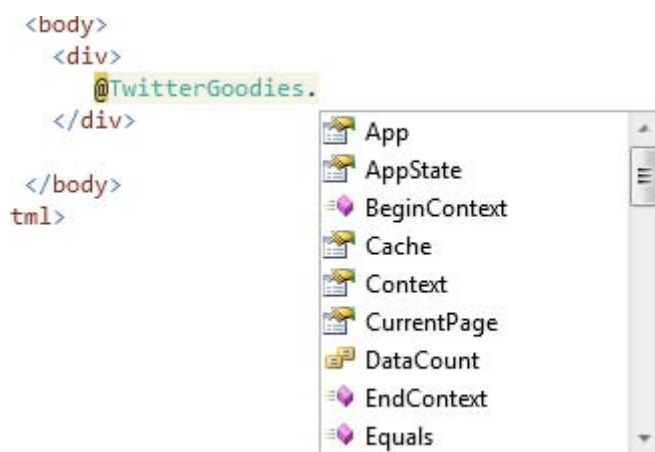 <body>
<div>
@TwitterGoodies.
</div>
</body>
tml>
App
AppState
BeginContext
Cache
Context
CurrentPage
DataCount
EndContext
Equals